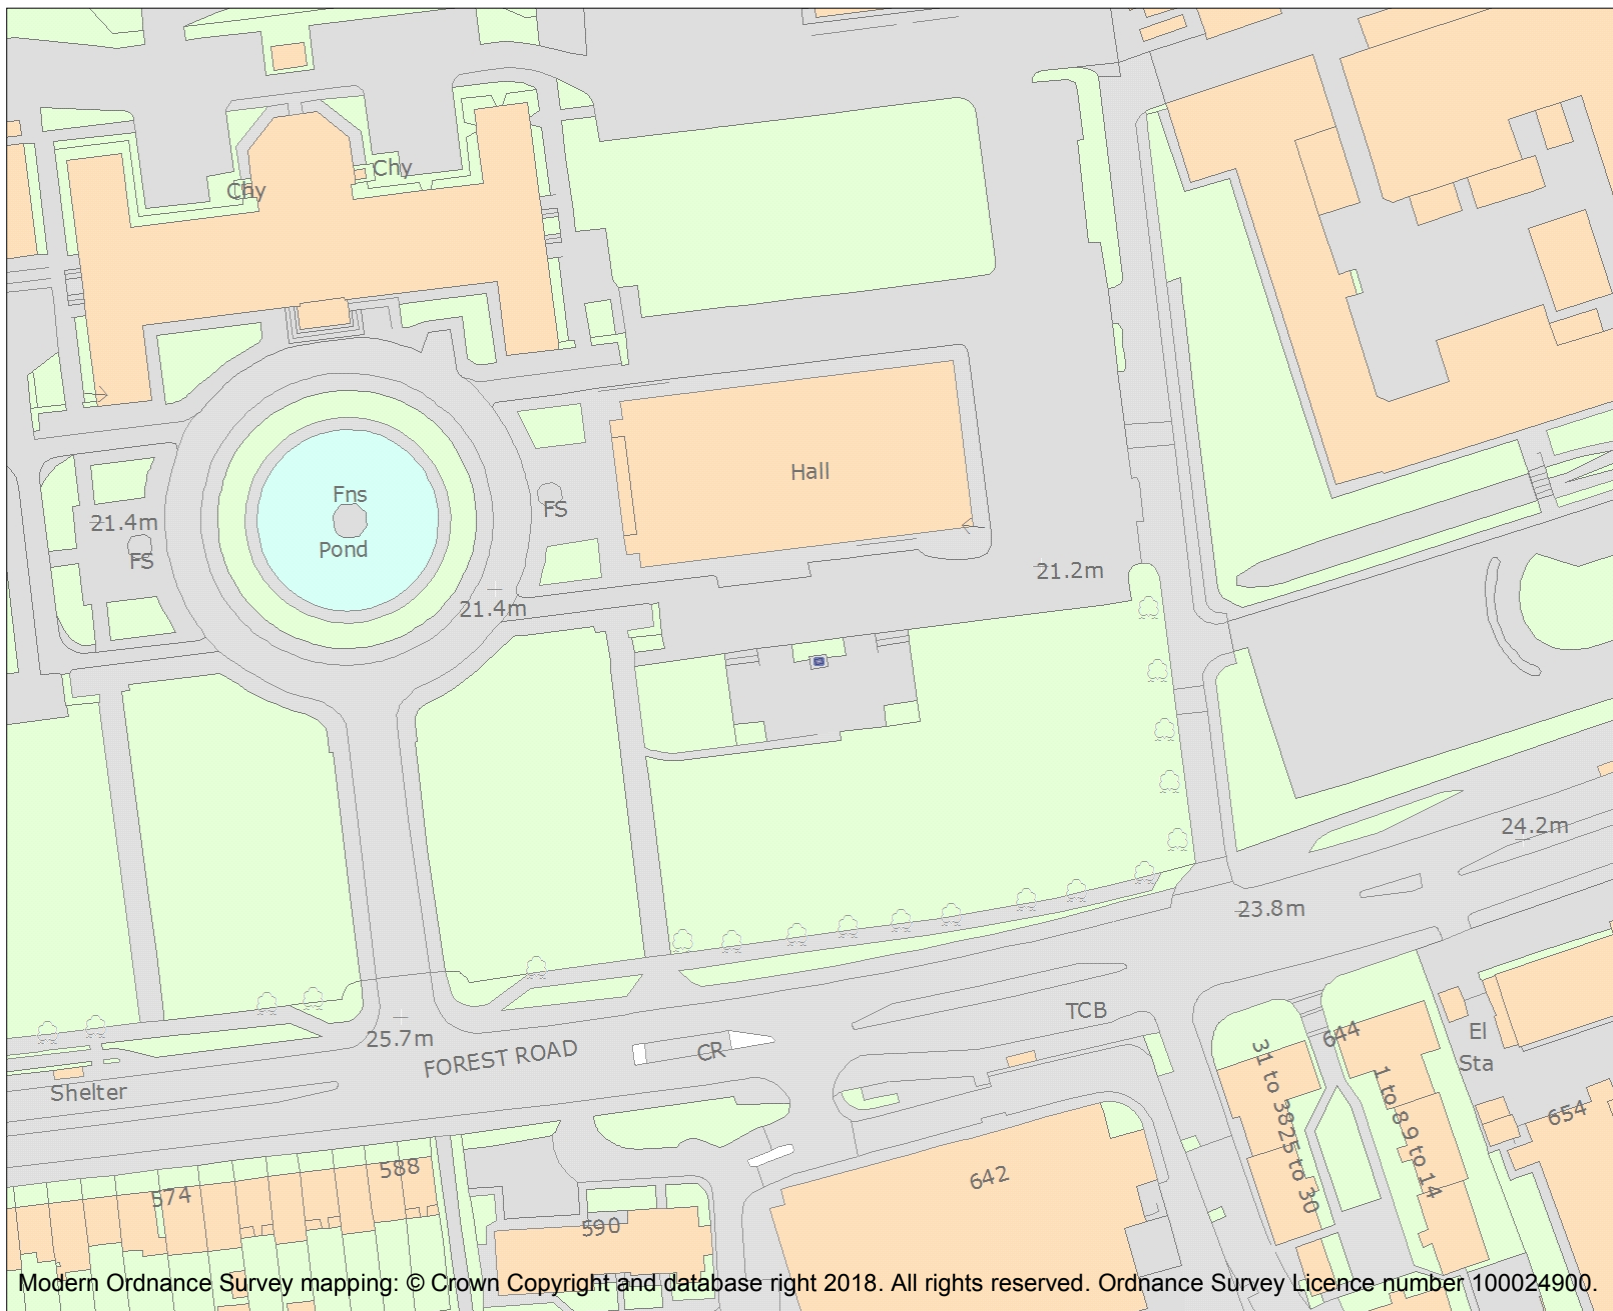 Chy
Chy
Hall
Fns
FS
21.4m
Pond
FS
21.2m
21.4m
24.2m
23.8m
TCB
25.7m
FOREST ROAD
CR
644
El
Sta
Shelter
31 to 38
25 to 30
1 to 8
9 to 14
654
588
574
642
590
Modern Ordnance Survey mapping: © Crown Copyright and database right 2018. All rights reserved. Ordnance Survey Licence number 100024900.